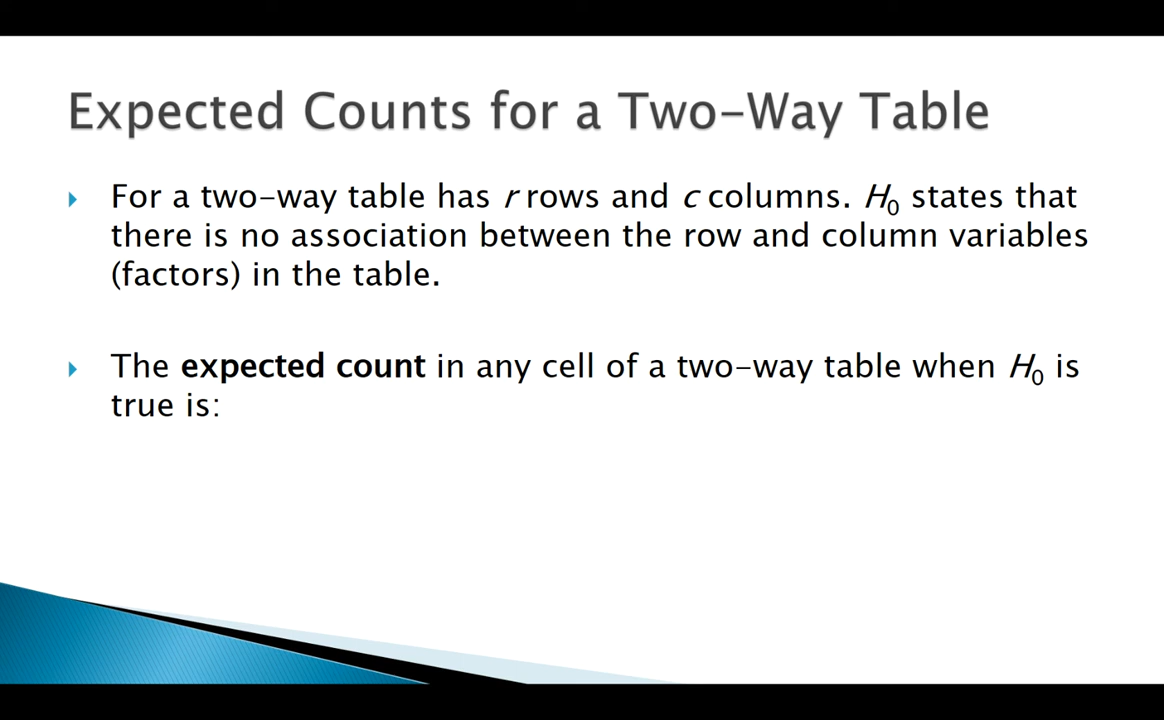 Expected Counts for a Two-Way Table
For a two-way table has r rows and c columns. H₀ states that
there is no association between the row and column variables
(factors) in the table.
The expected count in any cell of a two-way table when H₀ is
true is: